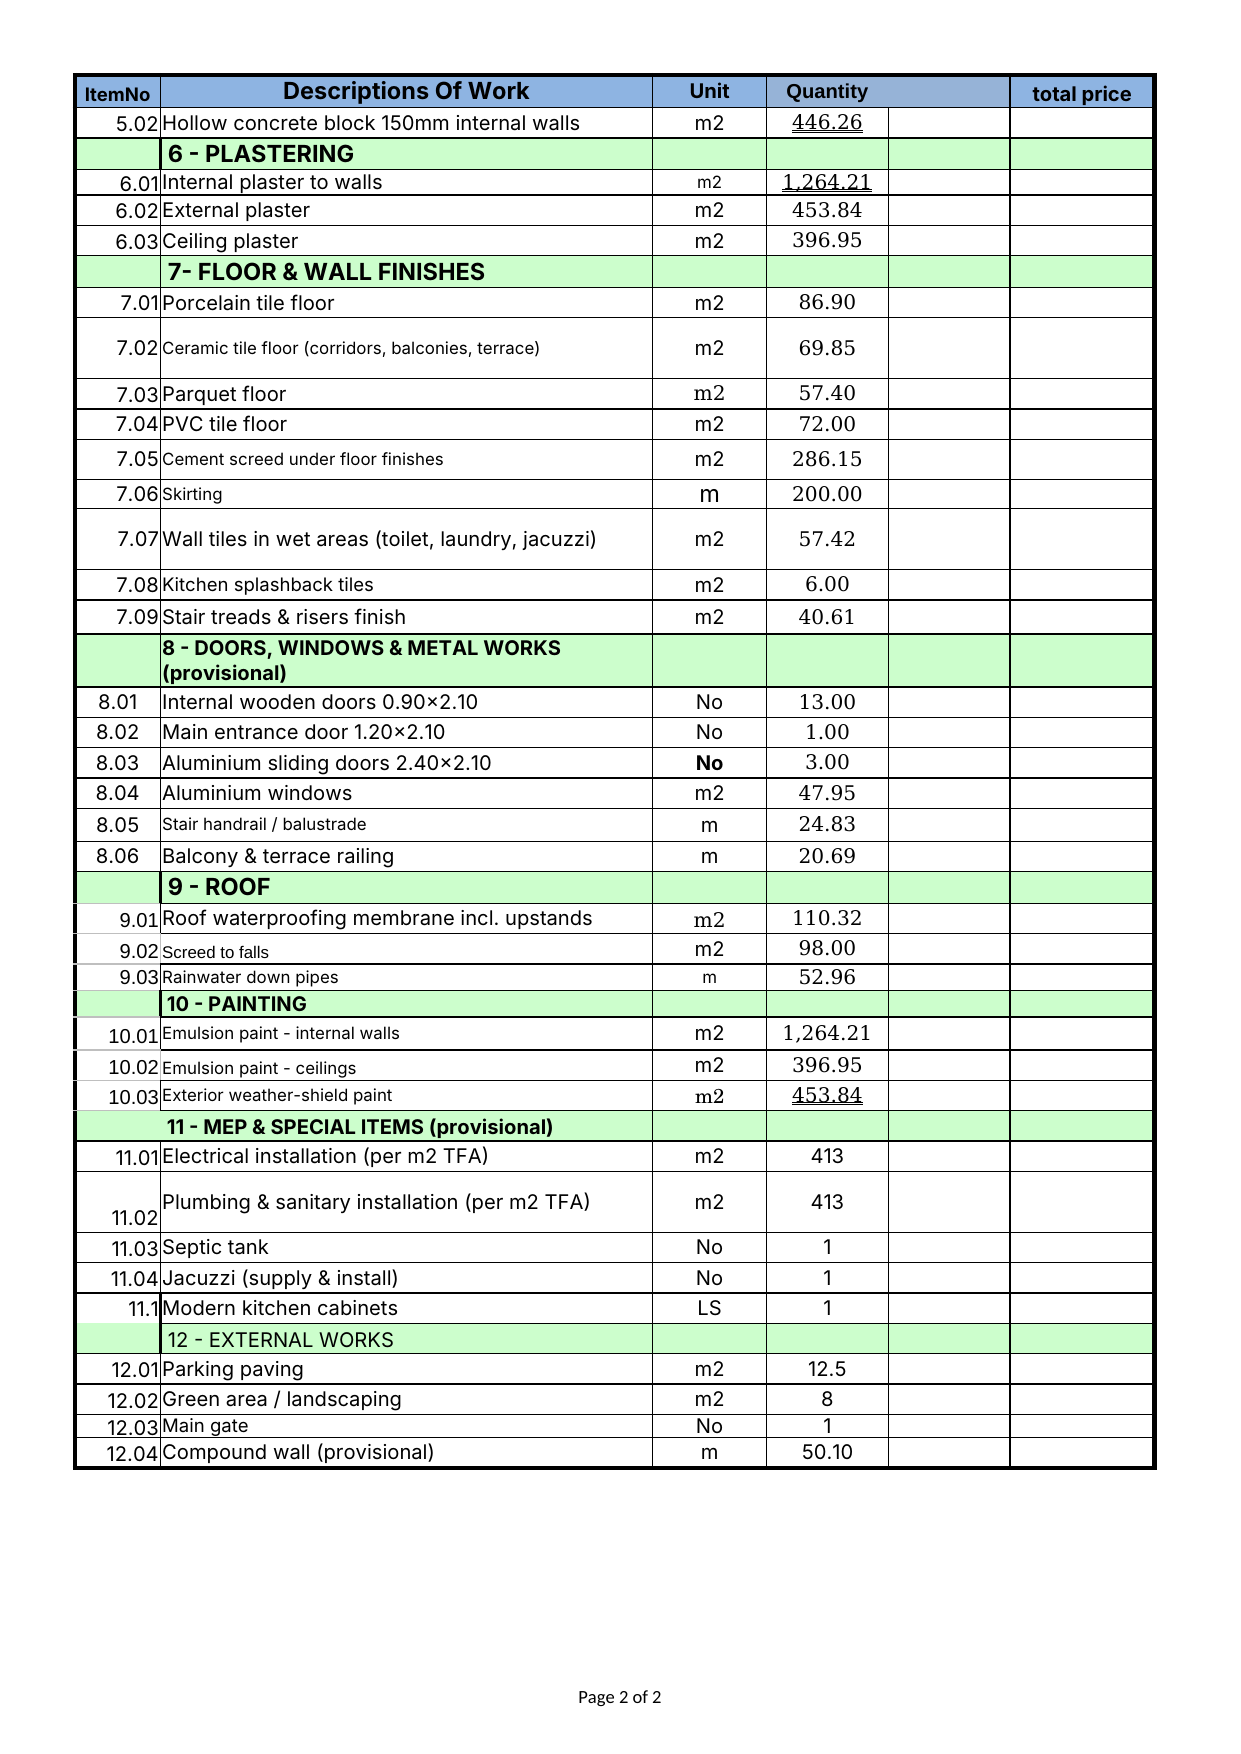 ItemNo Descriptions Of Work Unit Quantity total price
5.02 Hollow concrete block 150mm internal walls m2 446.26
6 - PLASTERING
6.01 Internal plaster to walls m2 1,264.21
6.02 External plaster m2 453.84
6.03 Ceiling plaster m2 396.95
7- FLOOR & WALL FINISHES
7.01 Porcelain tile floor m2 86.90
7.02 Ceramic tile floor (corridors, balconies, terrace) m2 69.85
7.03 Parquet floor m2 57.40
7.04 PVC tile floor m2 72.00
7.05 Cement screed under floor finishes m2 286.15
7.06 Skirting m 200.00
7.07 Wall tiles in wet areas (toilet, laundry, jacuzzi) m2 57.42
7.08 Kitchen splashback tiles m2 6.00
7.09 Stair treads & risers finish m2 40.61
8 - DOORS, WINDOWS & METAL WORKS
(provisional)
8.01 Internal wooden doors 0.90×2.10 No 13.00
8.02 Main entrance door 1.20×2.10 No 1.00
8.03 Aluminium sliding doors 2.40×2.10 No 3.00
8.04 Aluminium windows m2 47.95
8.05 Stair handrail / balustrade m 24.83
8.06 Balcony & terrace railing m 20.69
9 - ROOF
9.01 Roof waterproofing membrane incl. upstands m2 110.32
9.02 Screed to falls m2 98.00
9.03 Rainwater down pipes m 52.96
10 - PAINTING
10.01 Emulsion paint - internal walls m2 1,264.21
10.02 Emulsion paint - ceilings m2 396.95
10.03 Exterior weather-shield paint m2 453.84
11 - MEP & SPECIAL ITEMS (provisional)
11.01 Electrical installation (per m2 TFA) m2 413
11.02 Plumbing & sanitary installation (per m2 TFA) m2 413
11.03 Septic tank No 1
11.04 Jacuzzi (supply & install) No 1
11.1 Modern kitchen cabinets LS 1
12 - EXTERNAL WORKS
12.01 Parking paving m2 12.5
12.02 Green area / landscaping m2 8
12.03 Main gate No 1
12.04 Compound wall (provisional) m 50.10
Page 2 of 2